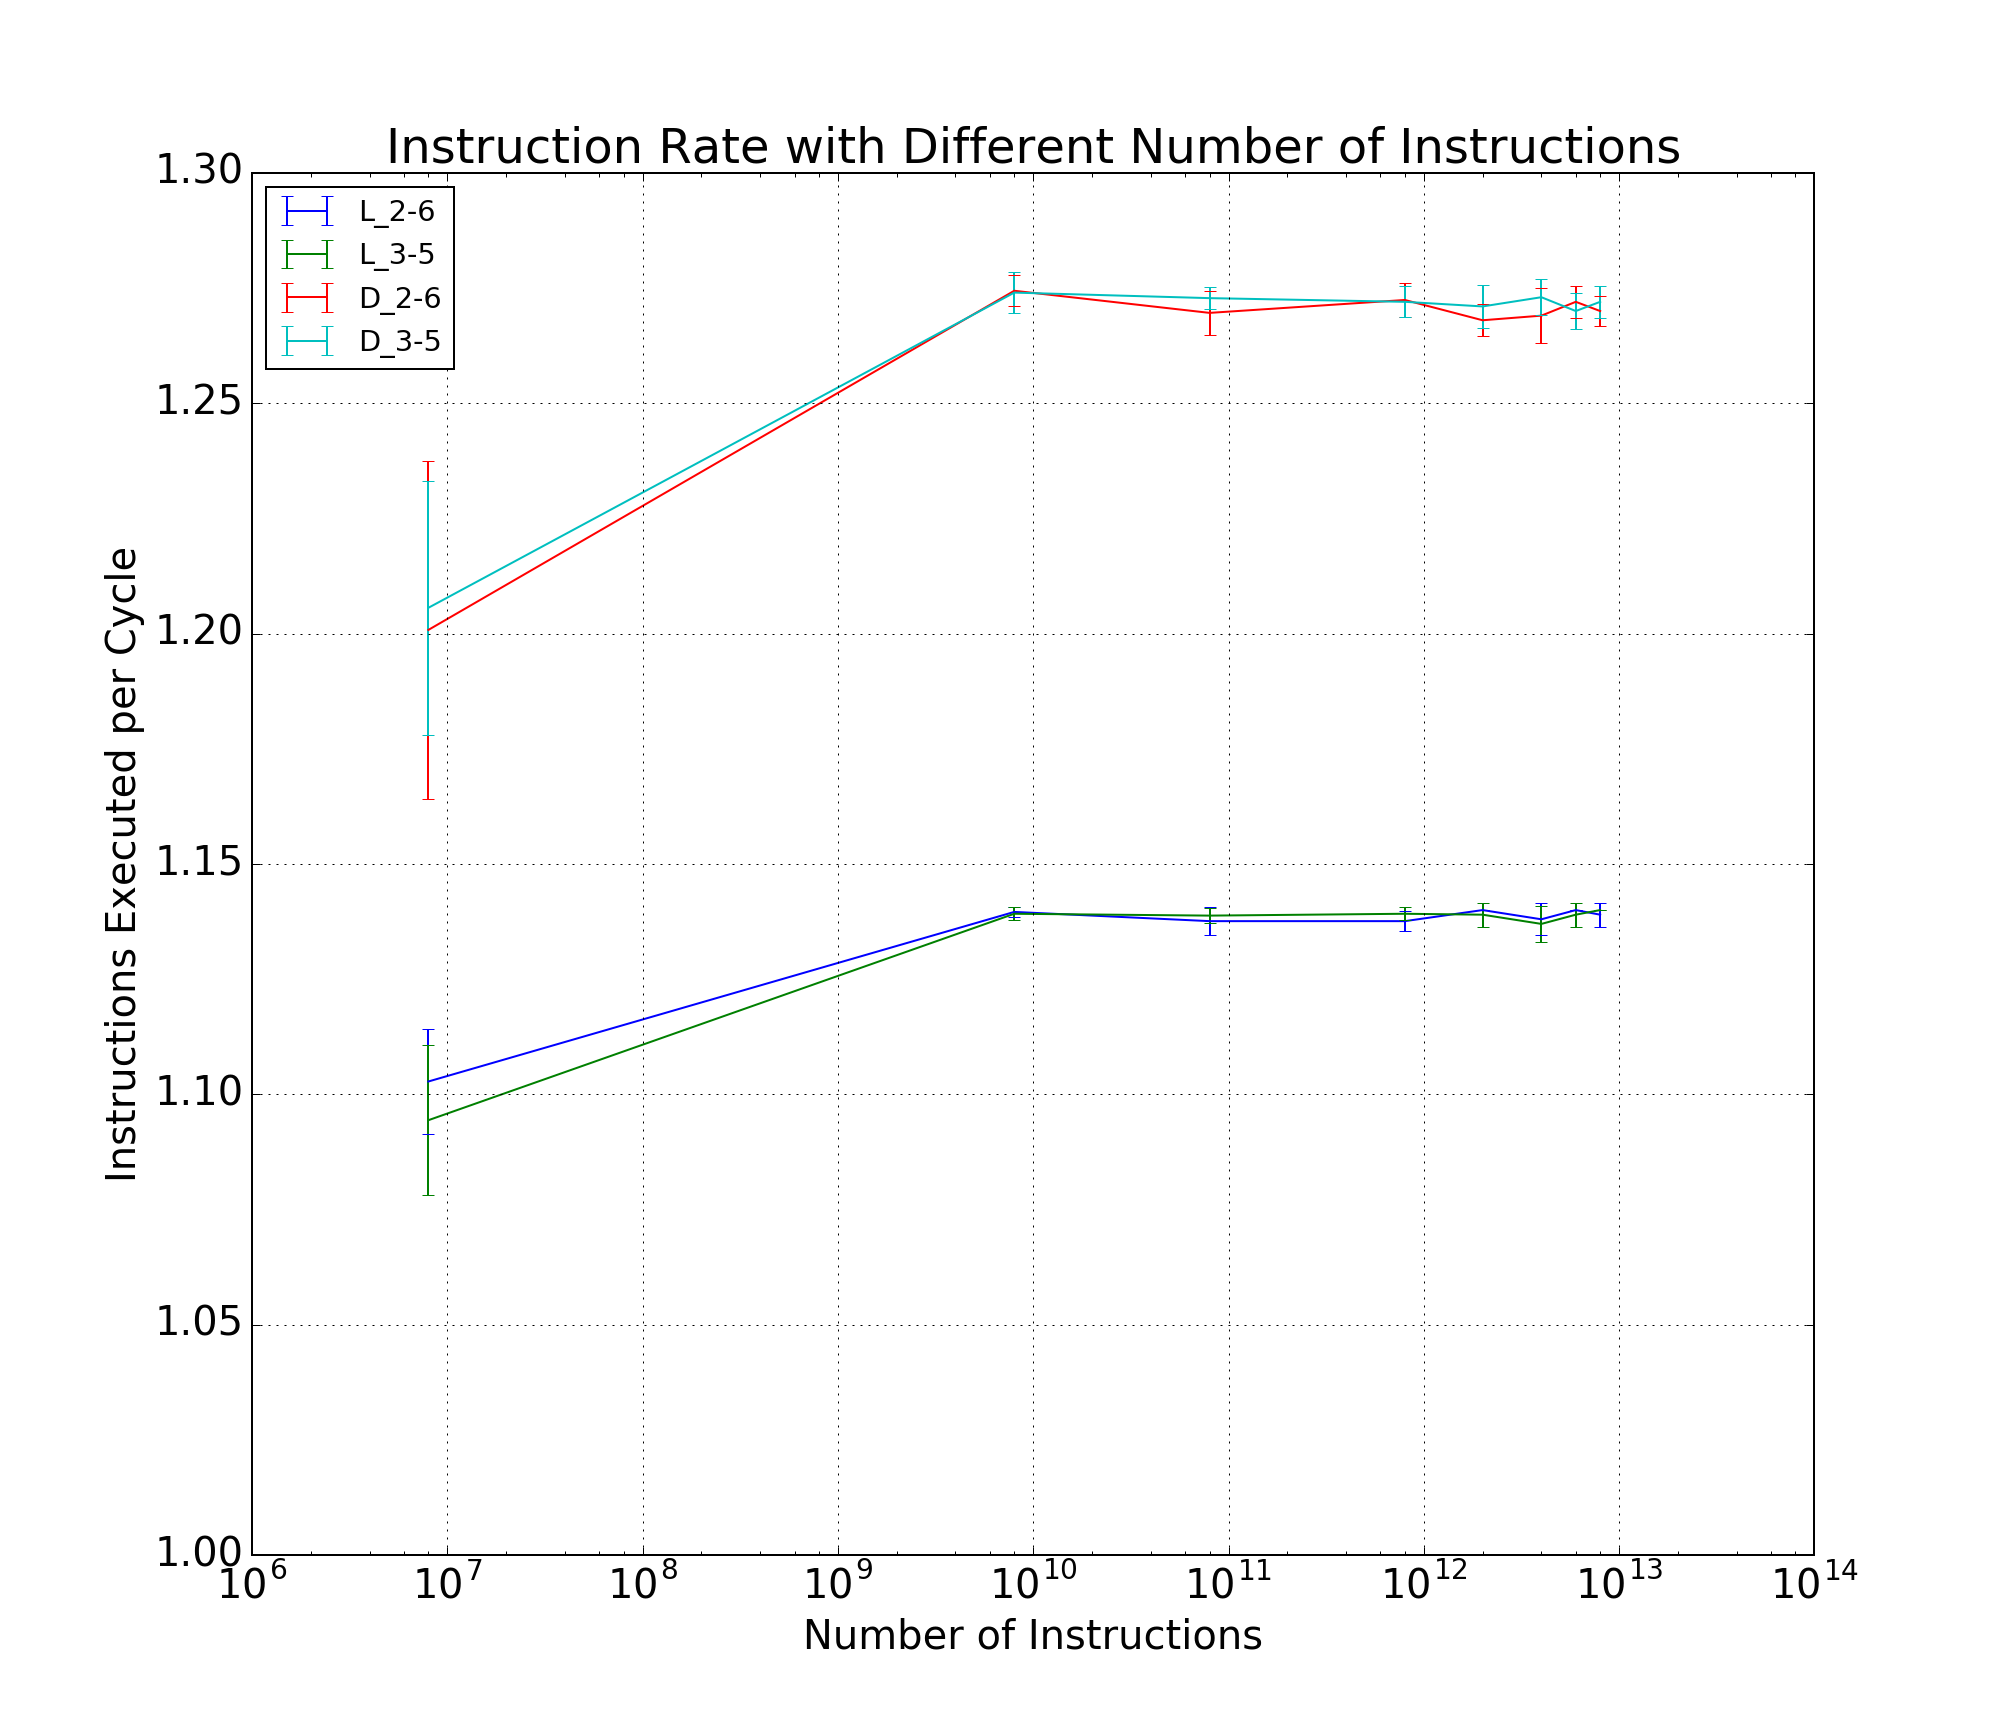 Instruction Rate with Different Number of Instructions
1.30
1.25
1.20
1.15
1.10
1.05
1.00
L_2-6
L_3-5
D_2-6
D_3-5
Instructions Executed per Cycle
10^6 10^7 10^8 10^9 10^10 10^11 10^12 10^13 10^14
Number of Instructions